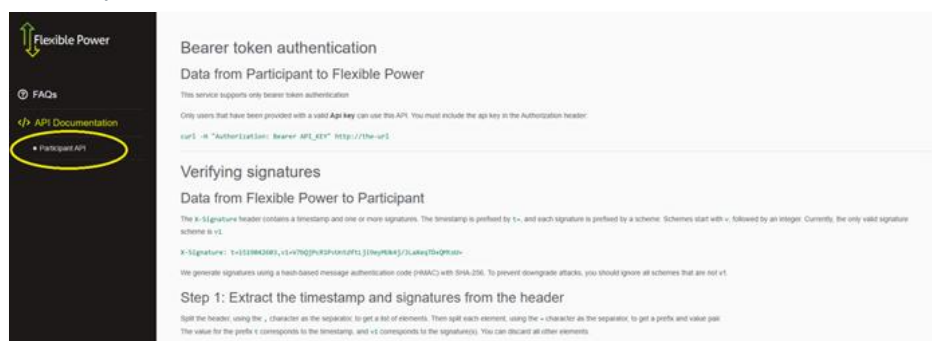 Flexible Power
FAQs
</> API Documentation
Participant API
Bearer token authentication
Data from Participant to Flexible Power
This service supports only bearer token authentication
Only users that have been provided with a valid Api key can use this API. You must include the api key in the Authorization header:
curl -H "Authorization: Bearer API_KEY" http://the-url
Verifying signatures
Data from Flexible Power to Participant
The X-Signature header contains a timestamp and one or more signatures. The timestamp is prefixed by t=, and each signature is prefixed by a scheme. Schemes start with v, followed by an integer. Currently, the only valid signature
scheme is v1.
X-Signature:
We generate signatures using a hash-based message authentication code (HMAC) with SHA-256. To prevent downgrade attacks, you should ignore all schemes that are not v1.
Step 1: Extract the timestamp and signatures from the header
Split the header, using the , character as the separator, to get a list of elements. Then split each element, using the = character as the separator, to get a prefix and value pair.
The value for the prefix t corresponds to the timestamp, and v1 corresponds to the signature(s). You can discard all other elements.